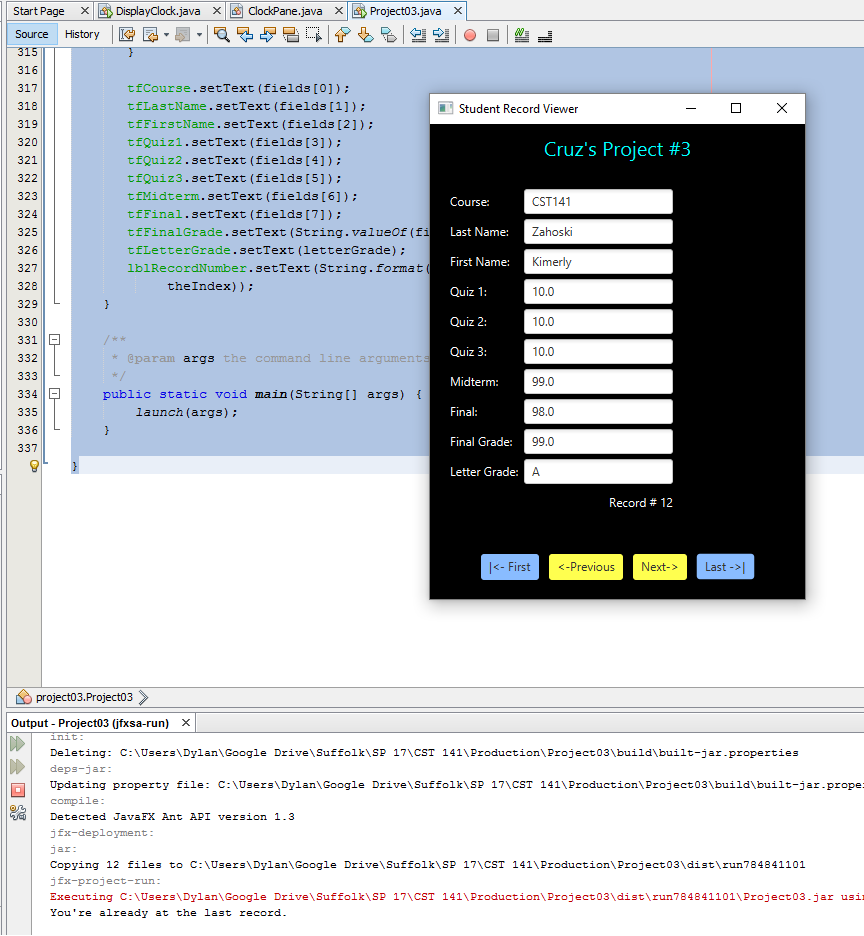 Start Page
DisplayClock.java
ClockPane.java
Project03.java
Source
History
315 }
316
317 tfCourse.setText(fields[0]);
318 tfLastName.setText(fields[1]);
319 tfFirstName.setText(fields[2]);
320 tfQuiz1.setText(fields[3]);
321 tfQuiz2.setText(fields[4]);
322 tfQuiz3.setText(fields[5]);
323 tfMidterm.setText(fields[6]);
324 tfFinal.setText(fields[7]);
325 tfFinalGrade.setText(String.valueOf(fi
326 tfLetterGrade.setText(letterGrade);
327 lblRecordNumber.setText(String.format(
328 theIndex));
329 }
330
331 /**
332 * @param args the command line arguments
333 */
334 public static void main(String[] args) {
335 launch(args);
336 }
337
}
Student Record Viewer
Cruz's Project #3
Course: CST141
Last Name: Zahoski
First Name: Kimerly
Quiz 1: 10.0
Quiz 2: 10.0
Quiz 3: 10.0
Midterm: 99.0
Final: 98.0
Final Grade: 99.0
Letter Grade: A
Record # 12
|<- First
<-Previous
Next->
Last ->|
project03.Project03
Output - Project03 (jfxsa-run)
init:
Deleting: C:\Users\Dylan\Google Drive\Suffolk\SP 17\CST 141\Production\Project03\build\built-jar.properties
deps-jar:
Updating property file: C:\Users\Dylan\Google Drive\Suffolk\SP 17\CST 141\Production\Project03\build\built-jar.prope
compile:
Detected JavaFX Ant API version 1.3
jfx-deployment:
jar:
Copying 12 files to C:\Users\Dylan\Google Drive\Suffolk\SP 17\CST 141\Production\Project03\dist\run784841101
jfx-project-run:
Executing C:\Users\Dylan\Google Drive\Suffolk\SP 17\CST 141\Production\Project03\dist\run784841101\Project03.jar usin
You're already at the last record.